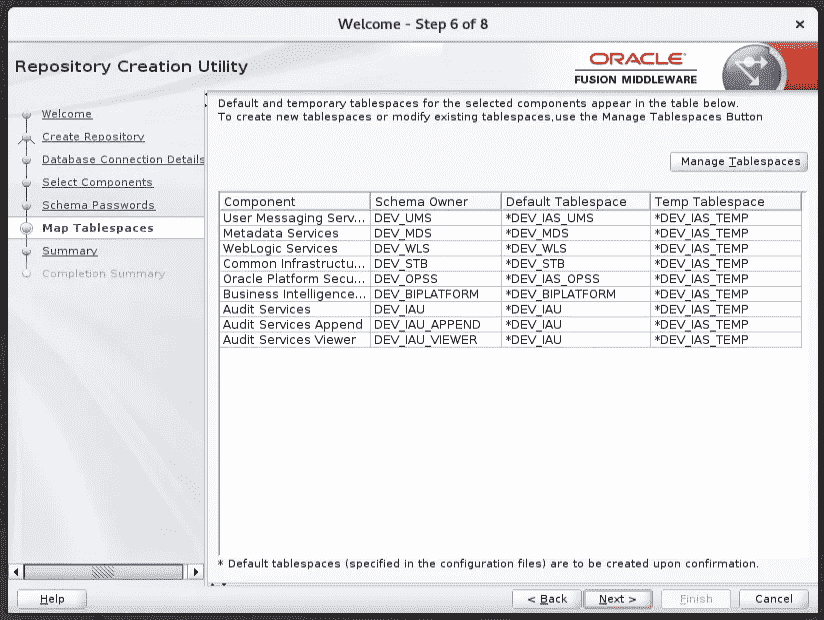 Welcome - Step 6 of 8
Repository Creation Utility
ORACLE
FUSION MIDDLEWARE
Welcome
Create Repository
Database Connection Details
Select Components
Schema Passwords
Map Tablespaces
Summary
Completion Summary
Default and temporary tablespaces for the selected components appear in the table below.
To create new tablespaces or modify existing tablespaces,use the Manage Tablespaces Button
Manage Tablespaces
Component Schema Owner Default Tablespace Temp Tablespace
User Messaging Serv... DEV_UMS *DEV_IAS_UMS *DEV_IAS_TEMP
Metadata Services DEV_MDS *DEV_MDS *DEV_IAS_TEMP
WebLogic Services DEV_WLS *DEV_WLS *DEV_IAS_TEMP
Common Infrastructu... DEV_STB *DEV_STB *DEV_IAS_TEMP
Oracle Platform Secu... DEV_OPSS *DEV_IAS_OPSS *DEV_IAS_TEMP
Business Intelligence... DEV_BIPLATFORM *DEV_BIPLATFORM *DEV_IAS_TEMP
Audit Services DEV_IAU *DEV_IAU *DEV_IAS_TEMP
Audit Services Append DEV_IAU_APPEND *DEV_IAU *DEV_IAS_TEMP
Audit Services Viewer DEV_IAU_VIEWER *DEV_IAU *DEV_IAS_TEMP
* Default tablespaces (specified in the configuration files) are to be created upon confirmation.
Help < Back Next > Finish Cancel